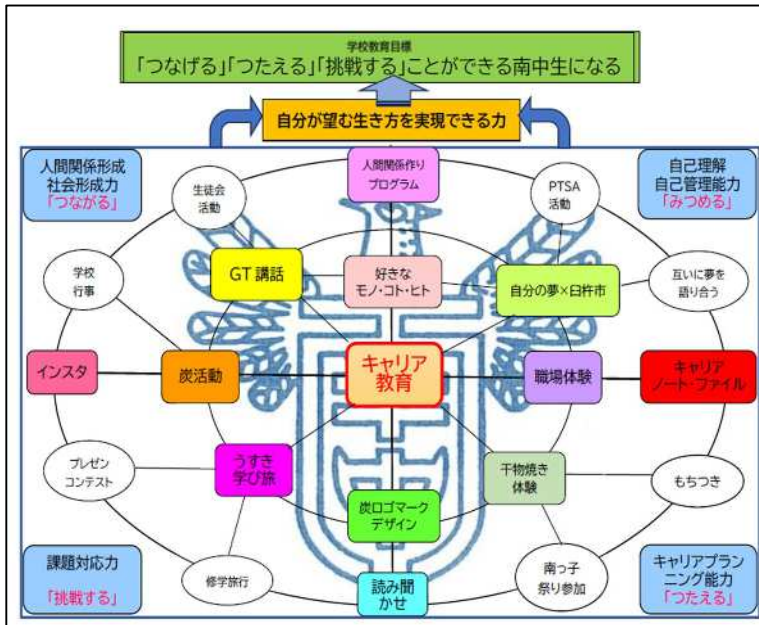 学校教育目標
「つなげる」「つたえる」「挑戦する」ことができる南中生になる
自分が望む生き方を実現できる力
人間関係形成
社会形成力
「つながる」
生徒会
活動
人間関係作り
プログラム
PTSA
活動
自己理解
自己管理能力
「みつめる」
学校
行事
GT 講話
好きな
モノ・コト・ヒト
自分の夢×臼杵市
互いに夢を
語り合う
インスタ
炭活動
キャリア
教育
職場体験
キャリア
ノート・ファイル
プレゼン
コンテスト
うすき
学び旅
炭ロゴマーク
デザイン
干物焼き
体験
もちつき
課題対応力
「挑戦する」
修学旅行
読み聞
かせ
南っ子
祭り参加
キャリアプラン
ニング能力
「つたえる」